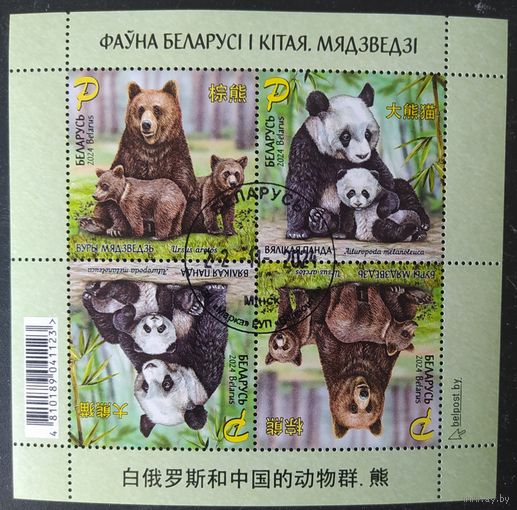 ФАЎНА БЕЛАРУСІ І КІТАЯ. МЯДЗВЕДЗІ
P
棕熊
БЕЛАРУСЬ
2024 Belarus
БУРЫ МЯДЗВЕДЗЬ Ursus arctos
P
大熊猫
БЕЛАРУСЬ
2024 Belarus
ВЯЛІКАЯ ПАНДА Ailuropoda melanoleuca
БЕЛАРУСЬ
2024
Мінск
ВЯЛІКАЯ ПАНДА Ailuropoda melanoleuca
БЕЛАРУСЬ
2024 Belarus
大熊猫
P
БУРЫ МЯДЗВЕДЗЬ Ursus arctos
БЕЛАРУСЬ
2024 Belarus
棕熊
P
4 810189 041123 >
belpost.by
白俄罗斯和中国的动物群. 熊